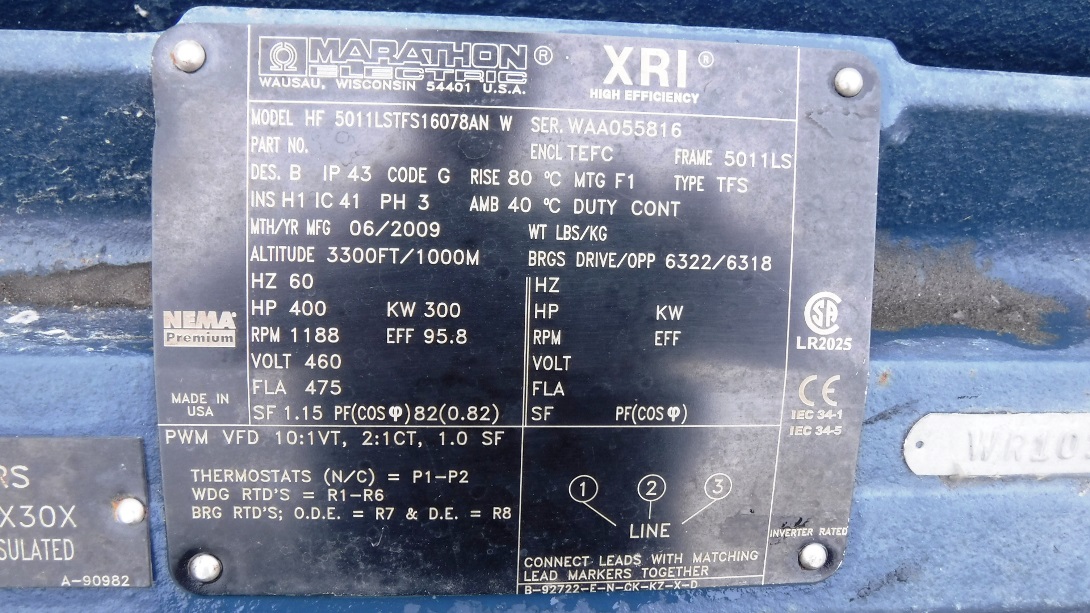 MARATHON ® XRI ®
ELECTRIC HIGH EFFICIENCY
WAUSAU, WISCONSIN 54401 U.S.A.
MODEL HF 5011LSTFS16078AN W SER. WAA055816
PART NO. ENCL TEFC FRAME 5011LS
DES. B IP 43 CODE G RISE 80 °C MTG F1 TYPE TFS
INS H1 IC 41 PH 3 AMB 40 °C DUTY CONT
MTH/YR MFG 06/2009 WT LBS/KG
ALTITUDE 3300FT/1000M BRGS DRIVE/OPP 6322/6318
HZ 60 HZ
HP 400 KW 300 HP KW
RPM 1188 EFF 95.8 RPM EFF
VOLT 460 VOLT
FLA 475 FLA
SF 1.15 PF(COS φ)82(0.82) SF PF(COS φ)
NEMA®
Premium
MADE IN
USA
SA
LR2025
CE
IEC 34-1
IEC 34-5
PWM VFD 10:1VT, 2:1CT, 1.0 SF
THERMOSTATS (N/C) = P1-P2
WDG RTD'S = R1-R6
BRG RTD'S; O.D.E. = R7 & D.E. = R8
1 2 3
LINE
INVERTER RATED
CONNECT LEADS WITH MATCHING
LEAD MARKERS TOGETHER
B-92722-E-N-CK-KZ-X-D
RS
X30X
SULATED
A-90982
WR10